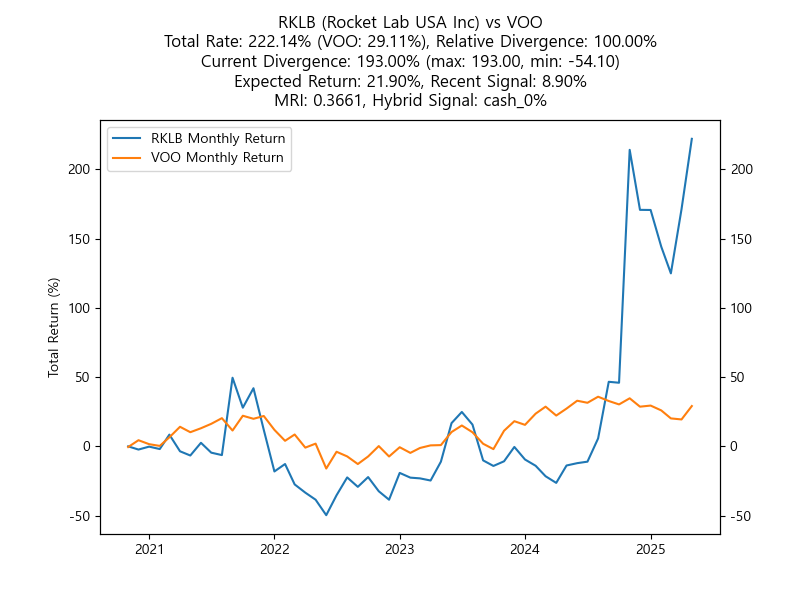 RKLB (Rocket Lab USA Inc) vs VOO
Total Rate: 222.14% (VOO: 29.11%), Relative Divergence: 100.00%
Current Divergence: 193.00% (max: 193.00, min: -54.10)
Expected Return: 21.90%, Recent Signal: 8.90%
MRI: 0.3661, Hybrid Signal: cash_0%
RKLB Monthly Return
VOO Monthly Return
Total Return (%)
200
150
100
50
0
-50
200
150
100
50
0
-50
2021
2022
2023
2024
2025